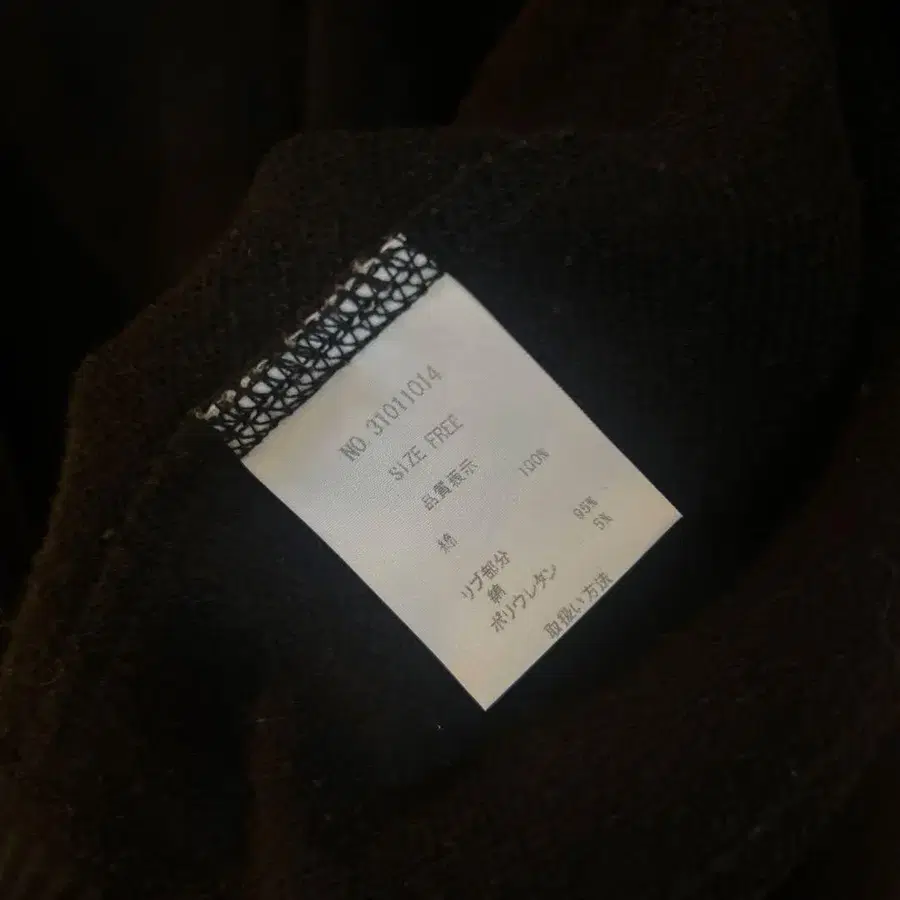 NO. 31011014
SIZE FREE
品質表示
綿 100%
リブ部分
綿 95%
ポリウレタン 5%
取扱い方法